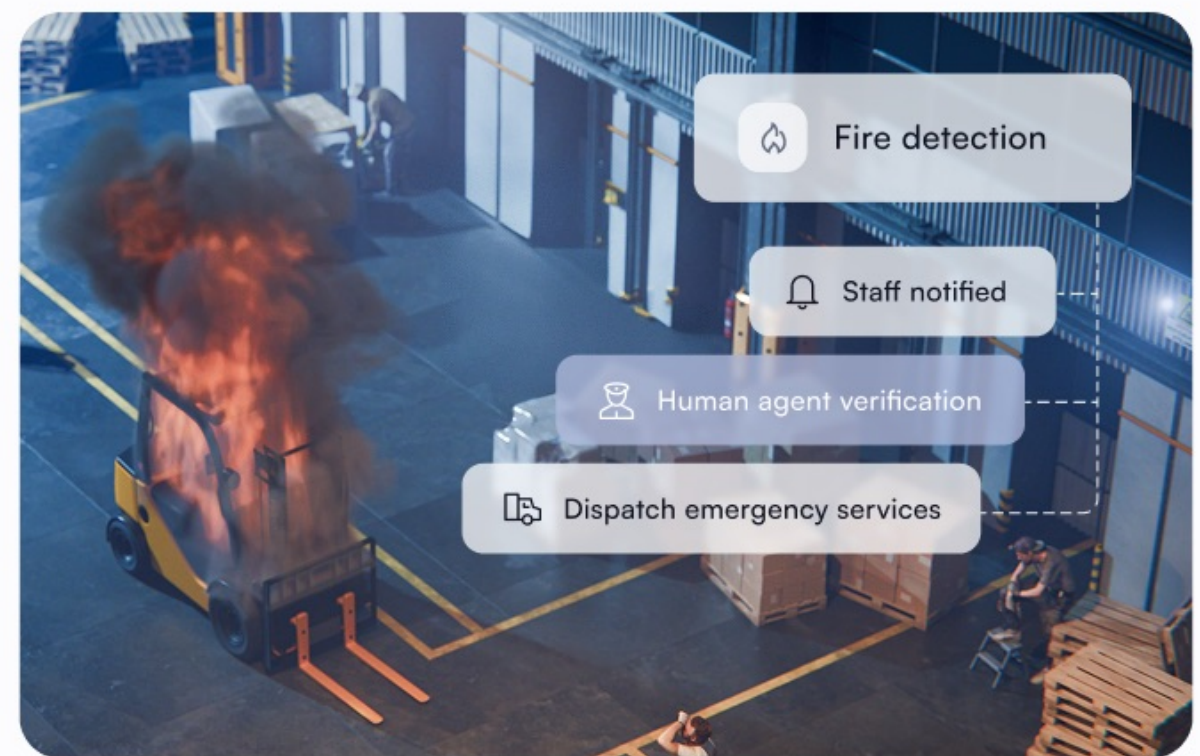 Fire detection
Staff notified
Human agent verification
Dispatch emergency services